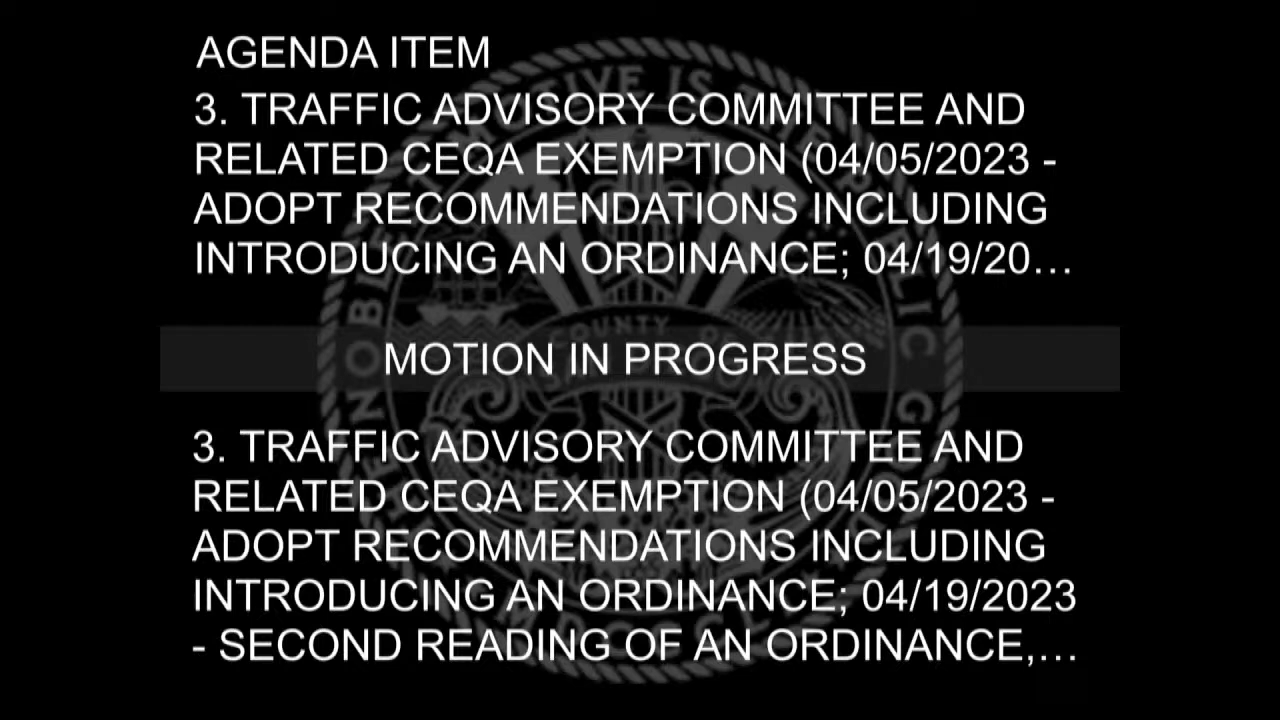 AGENDA ITEM
3. TRAFFIC ADVISORY COMMITTEE AND
RELATED CEQA EXEMPTION (04/05/2023 -
ADOPT RECOMMENDATIONS INCLUDING
INTRODUCING AN ORDINANCE; 04/19/20...
MOTION IN PROGRESS
3. TRAFFIC ADVISORY COMMITTEE AND
RELATED CEQA EXEMPTION (04/05/2023 -
ADOPT RECOMMENDATIONS INCLUDING
INTRODUCING AN ORDINANCE; 04/19/2023
- SECOND READING OF AN ORDINANCE,...
COUNTY OF